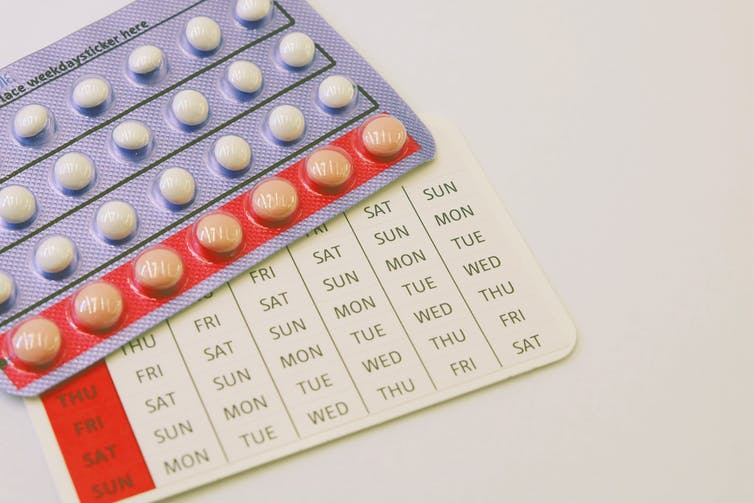 lace weekdaysticker here
FRI SAT SUN
FRI SAT SUN MON
THU FRI SAT SUN MON TUE
THU FRI SAT SUN MON TUE WED
FRI SAT SUN MON TUE WED THU
SAT SUN MON TUE WED THU FRI
SUN MON TUE WED THU FRI SAT